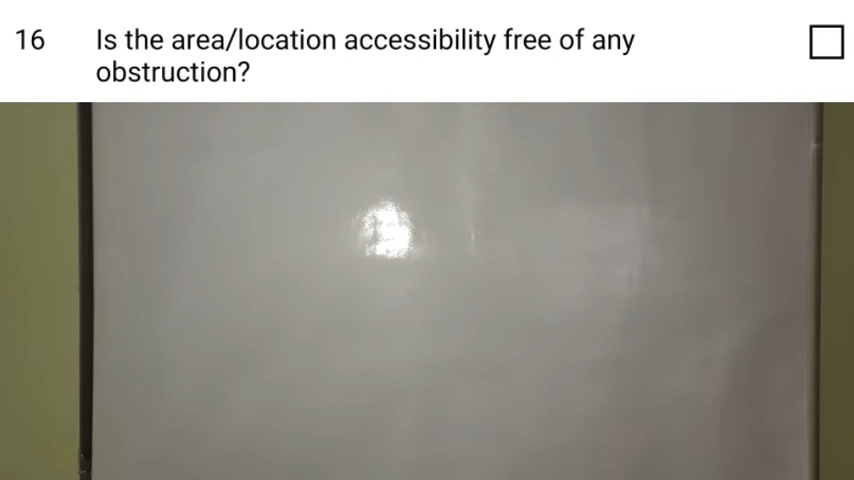 16 Is the area/location accessibility free of any
obstruction?